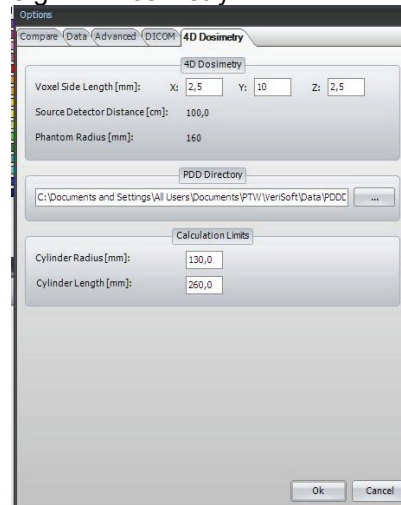 Options
Compare Data Advanced DICOM 4D Dosimetry
4D Dosimetry
Voxel Side Length [mm]: X: 2,5 Y: 10 Z: 2,5
Source Detector Distance [cm]: 100,0
Phantom Radius [mm]: 160
PDD Directory
C:\Documents and Settings\All Users\Documents\PTW\VeriSoft\Data\PDDD ...
Calculation Limits
Cylinder Radius [mm]: 130,0
Cylinder Length [mm]: 260,0
Ok Cancel